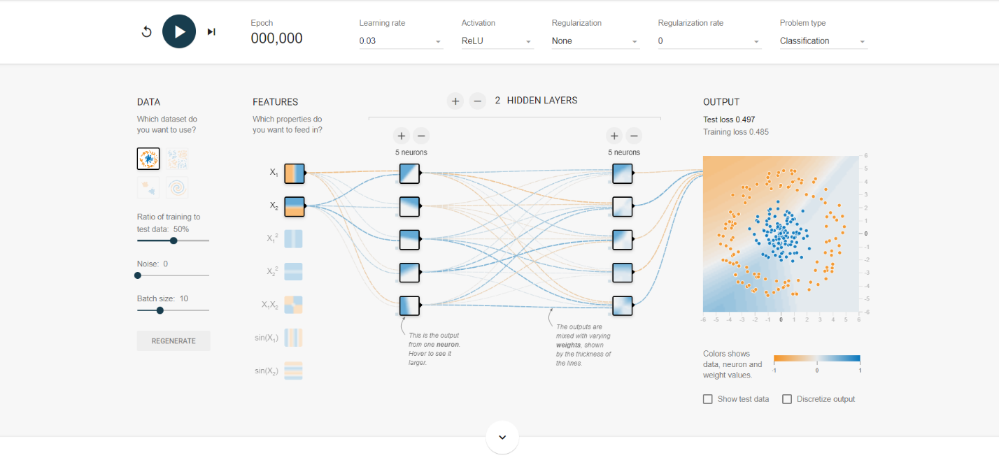 Epoch
000,000
Learning rate
0.03
Activation
ReLU
Regularization
None
Regularization rate
0
Problem type
Classification
DATA
Which dataset do
you want to use?
Ratio of training to
test data: 50%
Noise: 0
Batch size: 10
REGENERATE
FEATURES
Which properties do
you want to feed in?
X₁
X₂
X₁²
X₂²
X₁X₂
sin(X₁)
sin(X₂)
+ − 2 HIDDEN LAYERS
+ −
5 neurons
+ −
5 neurons
This is the output
from one neuron.
Hover to see it
larger.
The outputs are
mixed with varying
weights, shown
by the thickness of
the lines.
OUTPUT
Test loss 0.497
Training loss 0.485
6
5
4
3
2
1
0
-1
-2
-3
-4
-5
-6
-6 -5 -4 -3 -2 -1 0 1 2 3 4 5 6
Colors shows
data, neuron and
weight values.
-1 0 1
Show test data
Discretize output